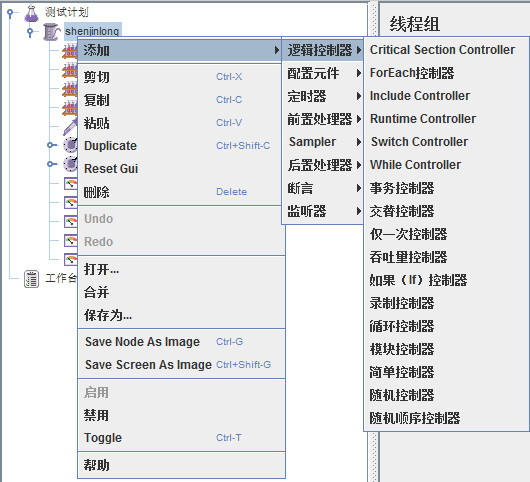 测试计划
shenjinlong
工作台
添加
剪切 Ctrl-X
复制 Ctrl-C
粘贴 Ctrl-V
Duplicate Ctrl+Shift-C
Reset Gui
删除 Delete
Undo
Redo
打开...
合并
保存为...
Save Node As Image Ctrl-G
Save Screen As Image Ctrl+Shift-G
启用
禁用
Toggle Ctrl-T
帮助
逻辑控制器
配置元件
定时器
前置处理器
Sampler
后置处理器
断言
监听器
线程组
Critical Section Controller
ForEach控制器
Include Controller
Runtime Controller
Switch Controller
While Controller
事务控制器
交替控制器
仅一次控制器
吞吐量控制器
如果（If）控制器
录制控制器
循环控制器
模块控制器
简单控制器
随机控制器
随机顺序控制器